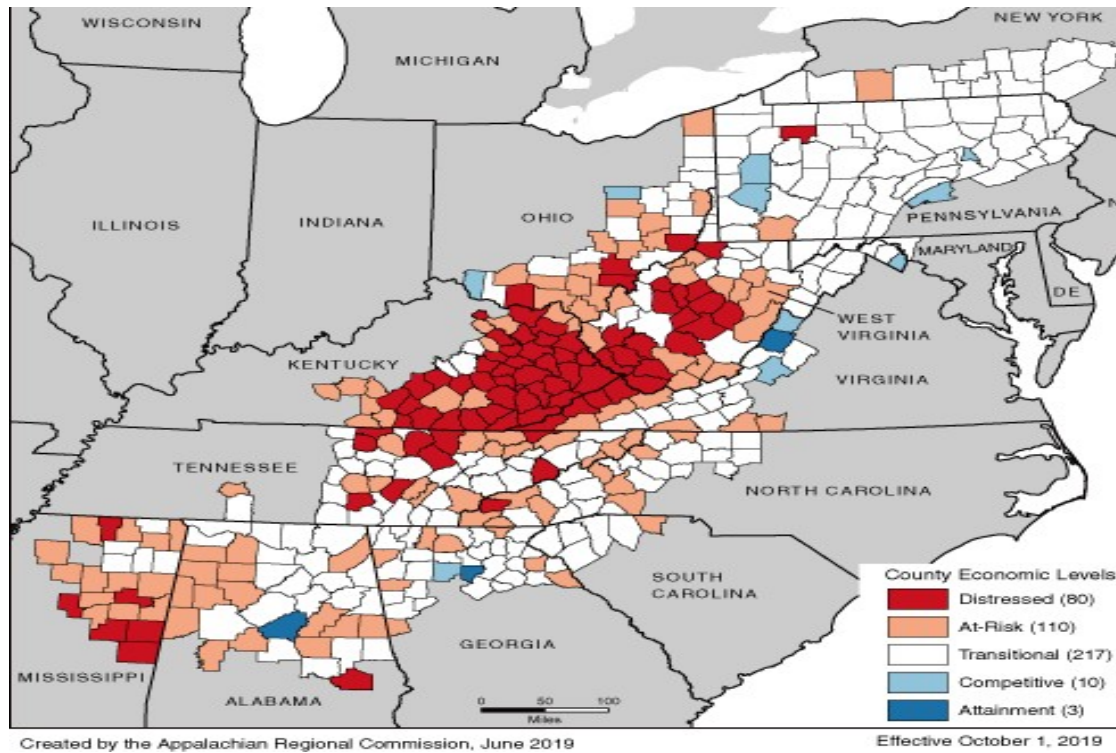 WISCONSIN
NEW YORK
MICHIGAN
ILLINOIS
INDIANA
OHIO
PENNSYLVANIA
N
MARYLAND
DE
WEST
VIRGINIA
KENTUCKY
VIRGINIA
TENNESSEE
NORTH CAROLINA
SOUTH
CAROLINA
GEORGIA
MISSISSIPPI
ALABAMA
0 50 100
Miles
County Economic Levels
Distressed (80)
At-Risk (110)
Transitional (217)
Competitive (10)
Attainment (3)
Created by the Appalachian Regional Commission, June 2019
Effective October 1, 2019